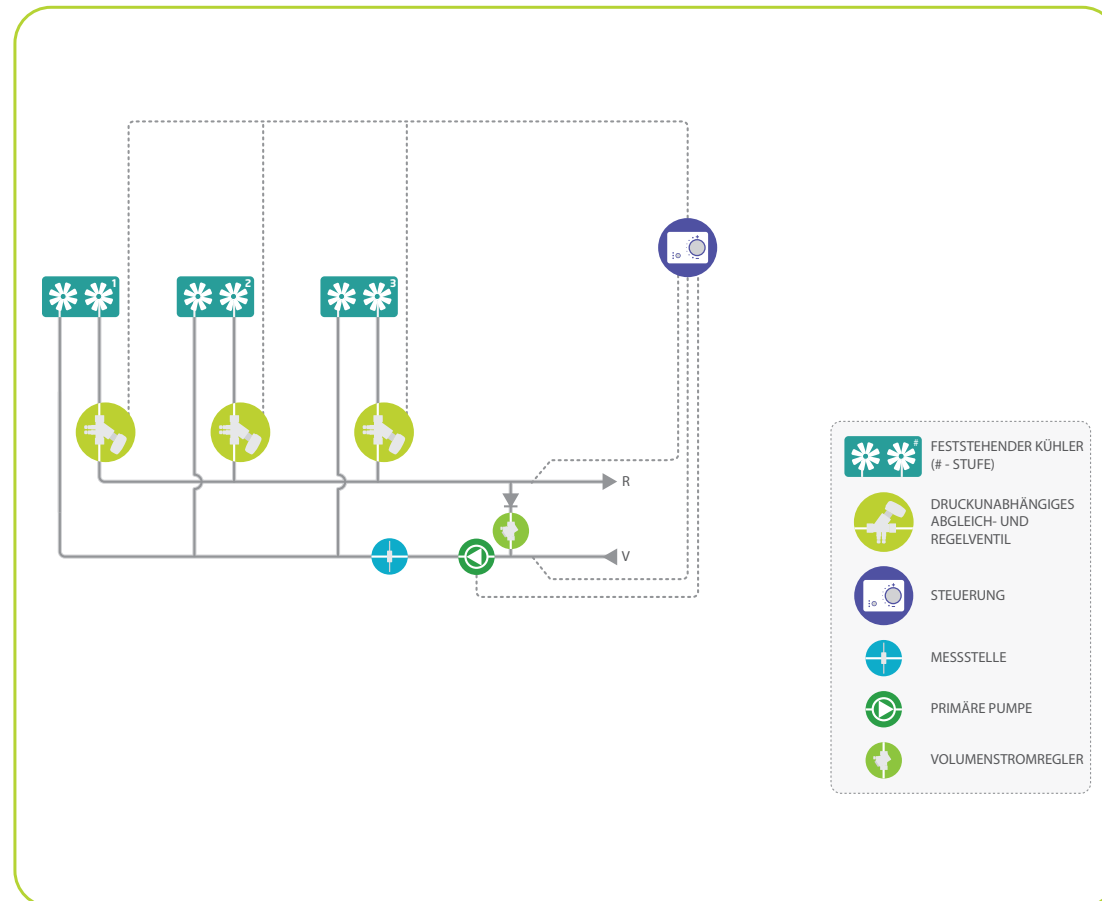 1
2
3
R
V
#
FESTSTEHENDER KÜHLER
(# - STUFE)
DRUCKUNABHÄNGIGES
ABGLEICH- UND
REGELVENTIL
STEUERUNG
MESSSTELLE
PRIMÄRE PUMPE
VOLUMENSTROMREGLER